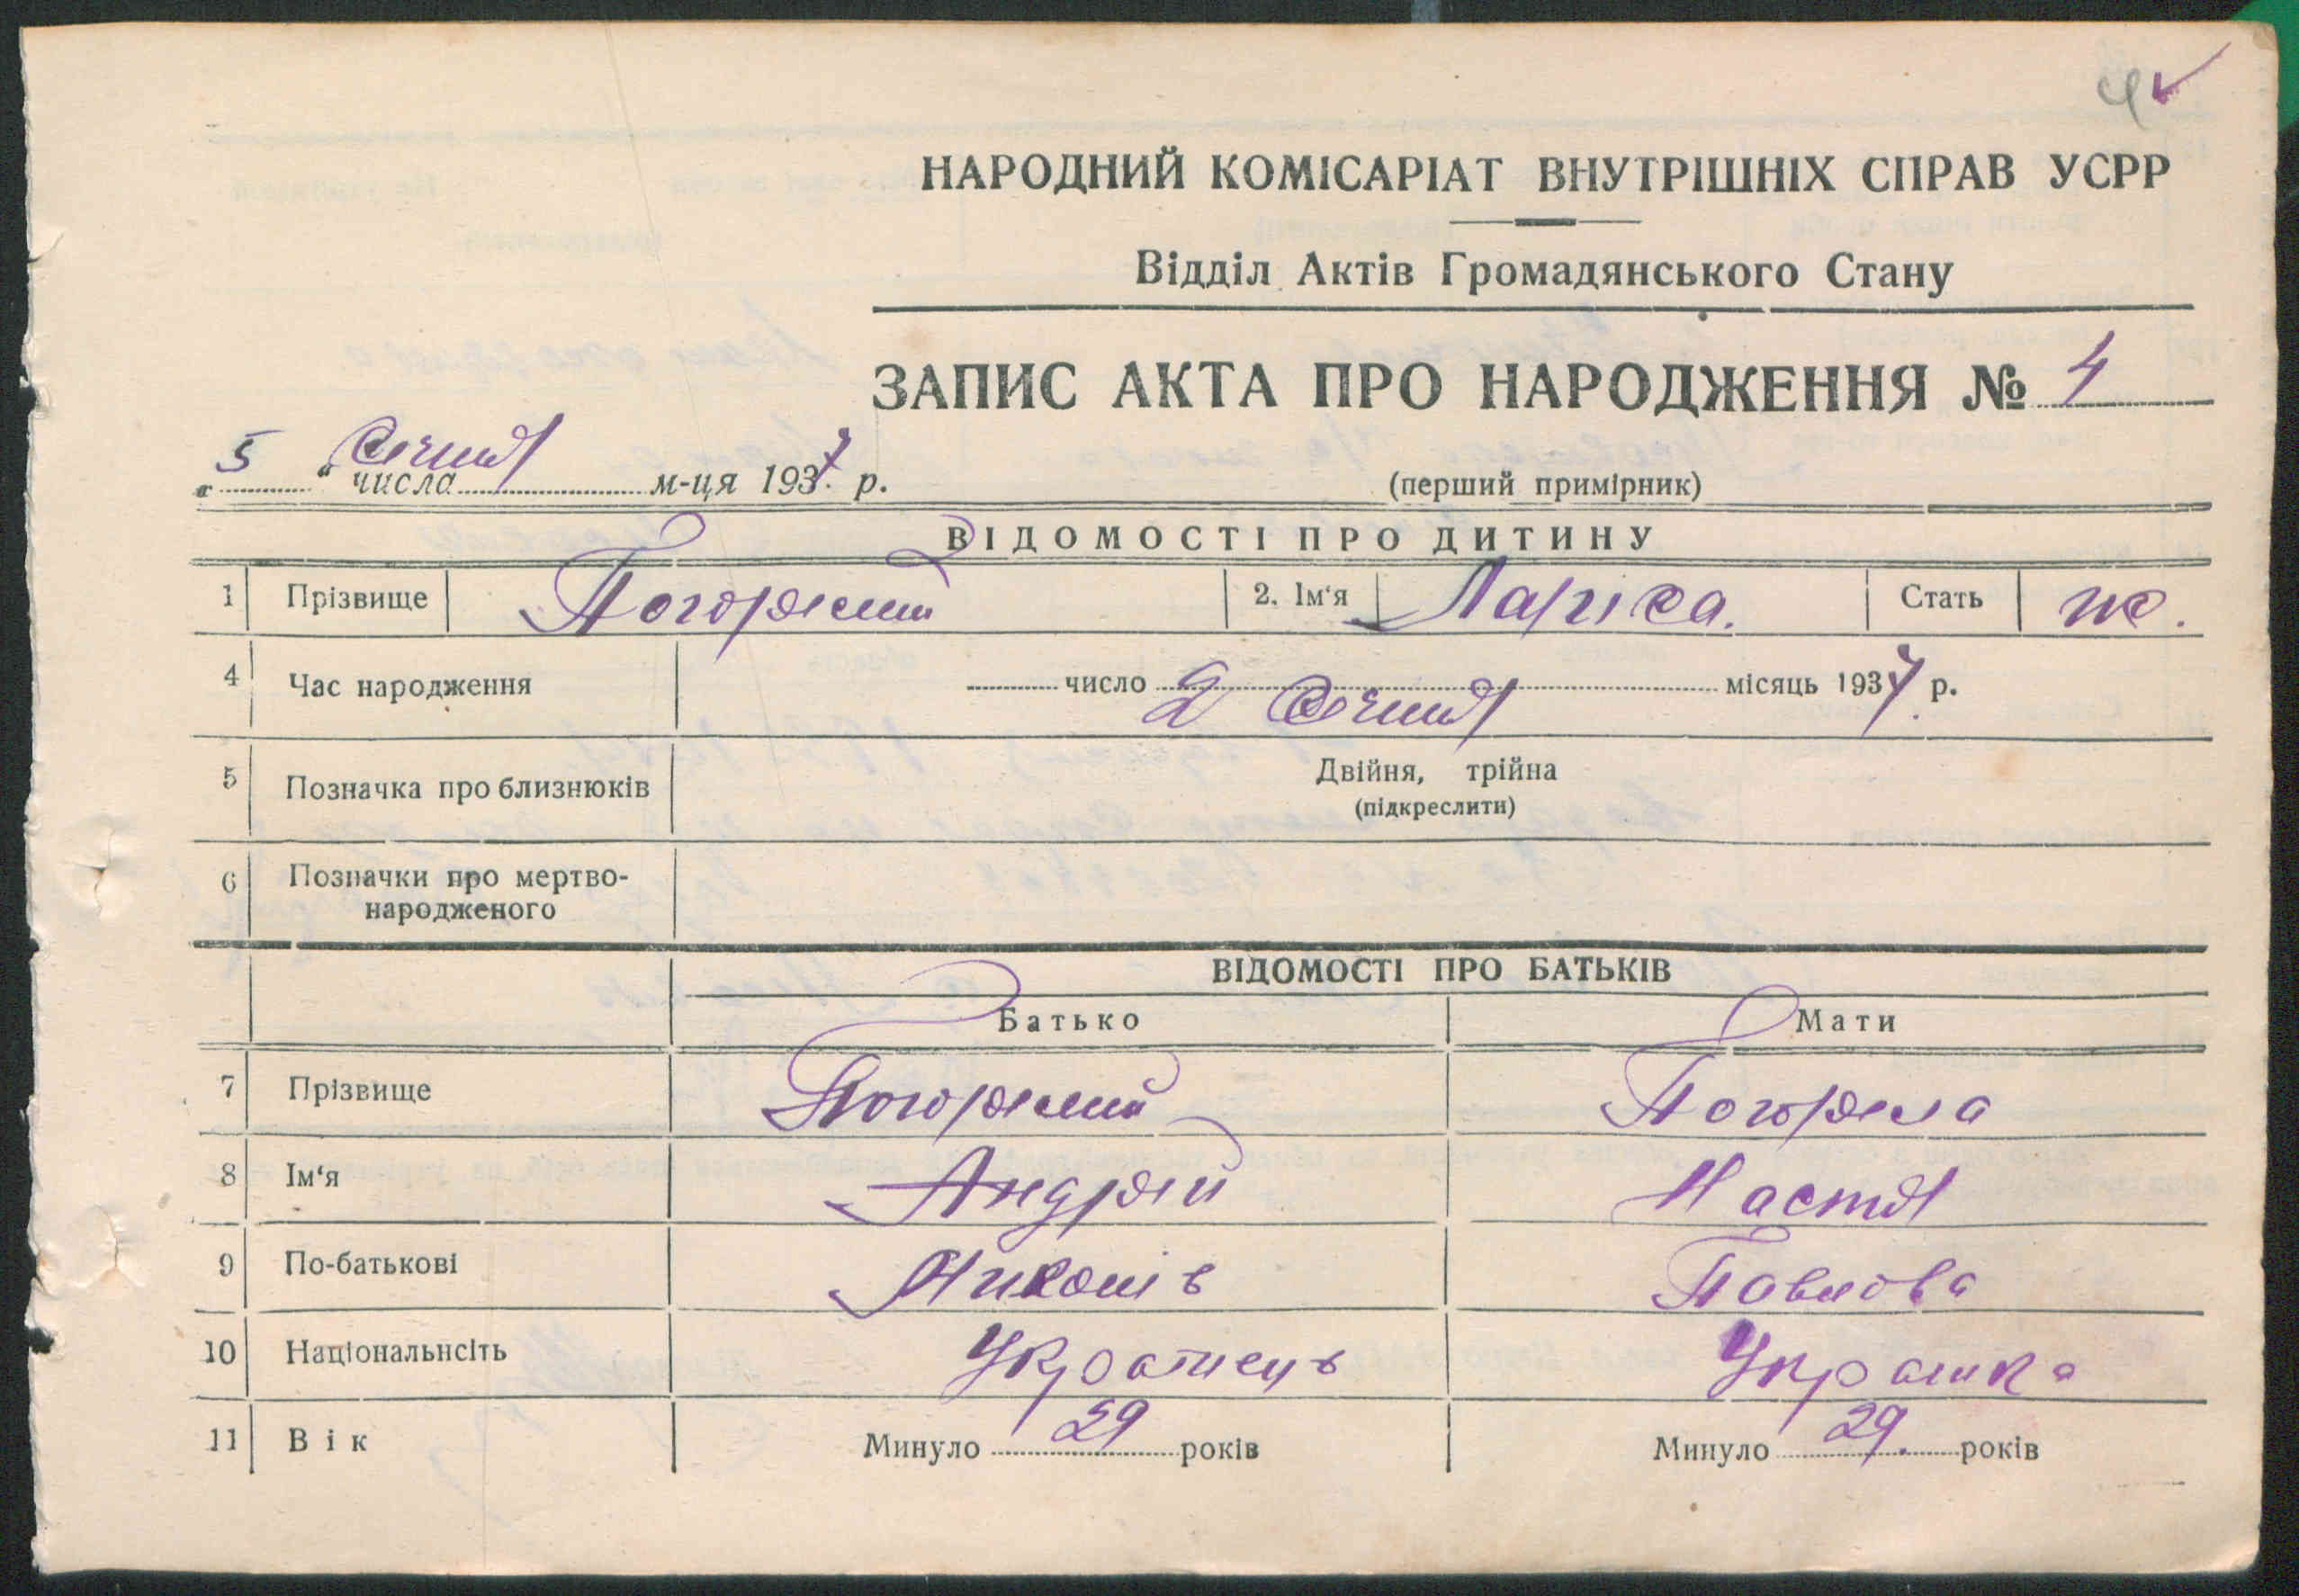 4
НАРОДНИЙ КОМІСАРІАТ ВНУТРІШНІХ СПРАВ УСРР
Відділ Актів Громадянського Стану
ЗАПИС АКТА ПРО НАРОДЖЕННЯ № 4
„ 5 “ числа Січня м-ця 1937 р.
(перший примірник)
ВІДОМОСТІ ПРО ДИТИНУ
1 Прізвище Погорілий 2. Ім‘я Ларіса. Стать ж.
4 Час народження число 2 Січня місяць 1937 р.
5 Позначка про близнюків Двійня, трійна
(підкреслити)
6 Позначки про мертво-
народженого
ВІДОМОСТІ ПРО БАТЬКІВ
Батько Мати
7 Прізвище Погорілий Погоріла
8 Ім‘я Андрій Настя
9 По-батькові Павлова
10 Національнсіть Українець Українка
11 Вік Минуло 29 років Минуло 29. років